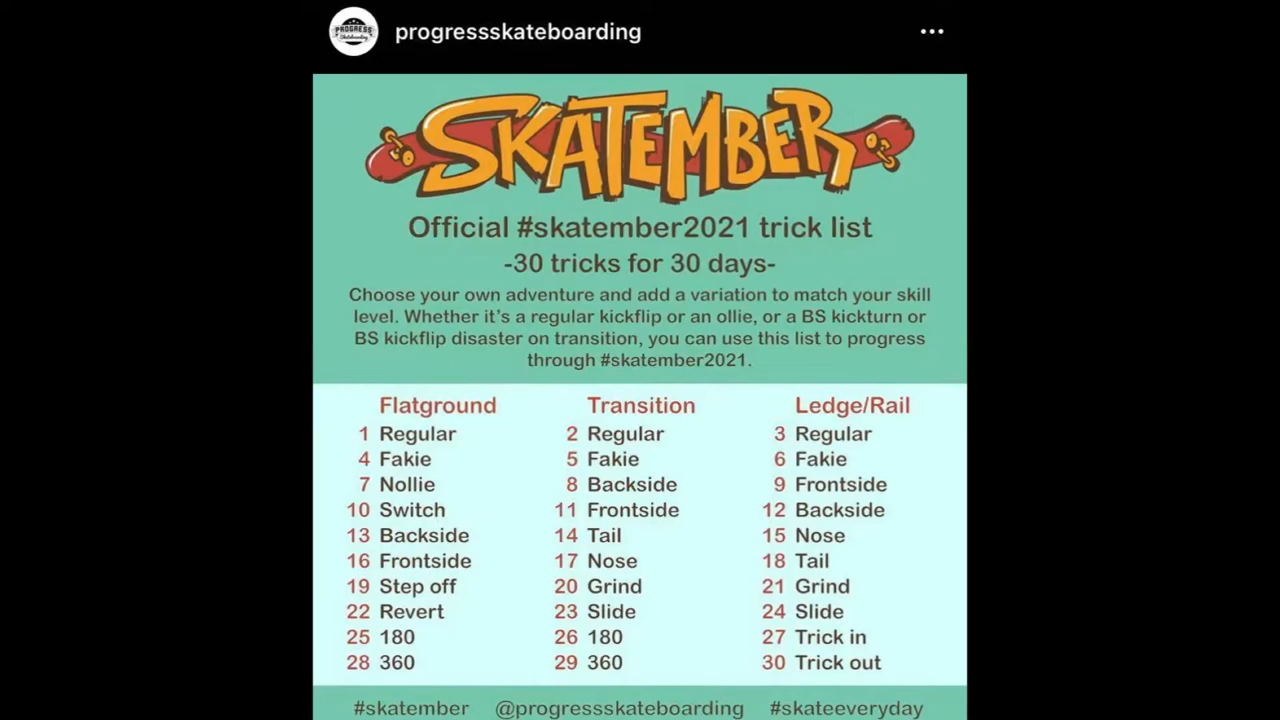 PROGRESS
Skateboarding
progressskateboarding
SKATEMBER
Official #skatember2021 trick list
-30 tricks for 30 days-
Choose your own adventure and add a variation to match your skill
level. Whether it's a regular kickflip or an ollie, or a BS kickturn or
BS kickflip disaster on transition, you can use this list to progress
through #skatember2021.
Flatground Transition Ledge/Rail
1 Regular 2 Regular 3 Regular
4 Fakie 5 Fakie 6 Fakie
7 Nollie 8 Backside 9 Frontside
10 Switch 11 Frontside 12 Backside
13 Backside 14 Tail 15 Nose
16 Frontside 17 Nose 18 Tail
19 Step off 20 Grind 21 Grind
22 Revert 23 Slide 24 Slide
25 180 26 180 27 Trick in
28 360 29 360 30 Trick out
#skatember @progressskateboarding #skateeveryday